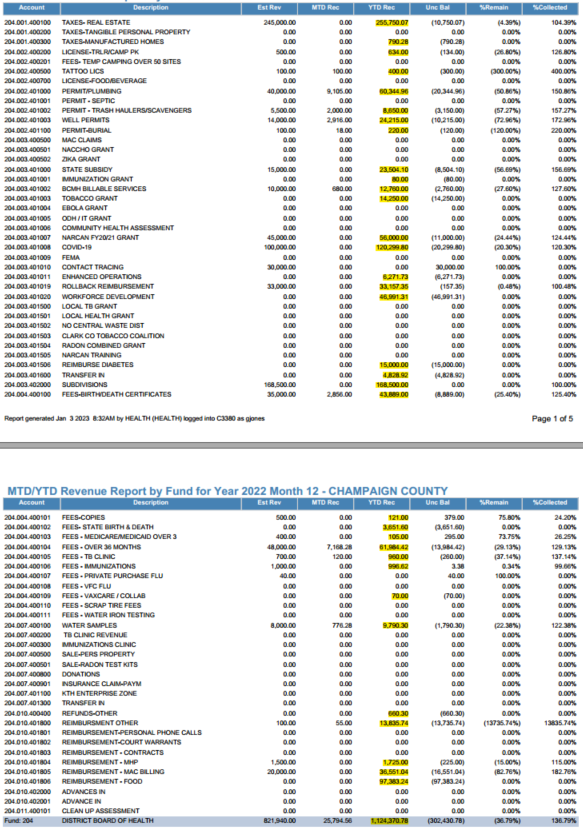 Account Description Est Rev MTD Rec YTD Rec Unc Bal %Remain %Collected
204.001.400100 TAXES- REAL ESTATE 245,000.00 0.00 255,750.07 (10,750.07) (4.39%) 104.39%
204.001.400200 TAXES-TANGIBLE PERSONAL PROPERTY 0.00 0.00 0.00 0.00 0.00% 0.00%
204.001.400300 TAXES-MANUFACTURED HOMES 0.00 0.00 790.28 (790.28) 0.00% 0.00%
204.002.400200 LICENSE-TRLR/CAMP PK 500.00 0.00 634.00 (134.00) (26.80%) 126.80%
204.002.400201 FEES- TEMP CAMPING OVER 50 SITES 0.00 0.00 0.00 0.00 0.00% 0.00%
204.002.400500 TATTOO LICS 100.00 100.00 400.00 (300.00) (300.00%) 400.00%
204.002.400700 LICENSE-FOOD/BEVERAGE 0.00 0.00 0.00 0.00 0.00% 0.00%
204.002.401000 PERMIT/PLUMBING 40,000.00 9,105.00 60,344.96 (20,344.96) (50.86%) 150.86%
204.002.401001 PERMIT - SEPTIC 0.00 0.00 0.00 0.00 0.00% 0.00%
204.002.401002 PERMIT - TRASH HAULERS/SCAVENGERS 5,500.00 2,000.00 8,650.00 (3,150.00) (57.27%) 157.27%
204.002.401003 WELL PERMITS 14,000.00 2,916.00 24,215.00 (10,215.00) (72.96%) 172.96%
204.002.401100 PERMIT-BURIAL 100.00 18.00 220.00 (120.00) (120.00%) 220.00%
204.003.400500 MAC CLAIMS 0.00 0.00 0.00 0.00 0.00% 0.00%
204.003.400501 NACCHO GRANT 0.00 0.00 0.00 0.00 0.00% 0.00%
204.003.400502 ZIKA GRANT 0.00 0.00 0.00 0.00 0.00% 0.00%
204.003.401000 STATE SUBSIDY 15,000.00 0.00 23,504.10 (8,504.10) (56.69%) 156.69%
204.003.401001 IMMUNIZATION GRANT 0.00 0.00 80.00 (80.00) 0.00% 0.00%
204.003.401002 BCMH BILLABLE SERVICES 10,000.00 680.00 12,760.00 (2,760.00) (27.60%) 127.60%
204.003.401003 TOBACCO GRANT 0.00 0.00 14,250.00 (14,250.00) 0.00% 0.00%
204.003.401004 EBOLA GRANT 0.00 0.00 0.00 0.00 0.00% 0.00%
204.003.401005 ODH / IT GRANT 0.00 0.00 0.00 0.00 0.00% 0.00%
204.003.401006 COMMUNITY HEALTH ASSESSMENT 0.00 0.00 0.00 0.00 0.00% 0.00%
204.003.401007 NARCAN FY20/21 GRANT 45,000.00 0.00 56,000.00 (11,000.00) (24.44%) 124.44%
204.003.401008 COVID-19 100,000.00 0.00 120,299.80 (20,299.80) (20.30%) 120.30%
204.003.401009 FEMA 0.00 0.00 0.00 0.00 0.00% 0.00%
204.003.401010 CONTACT TRACING 30,000.00 0.00 0.00 30,000.00 100.00% 0.00%
204.003.401011 ENHANCED OPERATIONS 0.00 0.00 6,271.73 (6,271.73) 0.00% 0.00%
204.003.401019 ROLLBACK REIMBURSEMENT 33,000.00 0.00 33,157.35 (157.35) (0.48%) 100.48%
204.003.401020 WORKFORCE DEVELOPMENT 0.00 0.00 46,991.31 (46,991.31) 0.00% 0.00%
204.003.401500 LOCAL TB GRANT 0.00 0.00 0.00 0.00 0.00% 0.00%
204.003.401501 LOCAL HEALTH GRANT 0.00 0.00 0.00 0.00 0.00% 0.00%
204.003.401502 NO CENTRAL WASTE DIST 0.00 0.00 0.00 0.00 0.00% 0.00%
204.003.401503 CLARK CO TOBACCO COALITION 0.00 0.00 0.00 0.00 0.00% 0.00%
204.003.401504 RADON COMBINED GRANT 0.00 0.00 0.00 0.00 0.00% 0.00%
204.003.401505 NARCAN TRAINING 0.00 0.00 0.00 0.00 0.00% 0.00%
204.003.401506 REIMBURSE DIABETES 0.00 0.00 15,000.00 (15,000.00) 0.00% 0.00%
204.003.401600 TRANSFER IN 0.00 0.00 4,828.92 (4,828.92) 0.00% 0.00%
204.003.402000 SUBDIVISIONS 168,500.00 0.00 168,500.00 0.00 0.00% 100.00%
204.004.400100 FEES-BIRTH/DEATH CERTIFICATES 35,000.00 2,856.00 43,889.00 (8,889.00) (25.40%) 125.40%
Report generated Jan 3 2023 8:32AM by HEALTH (HEALTH) logged into C3380 as gjones Page 1 of 5
MTD/YTD Revenue Report by Fund for Year 2022 Month 12 - CHAMPAIGN COUNTY
Account Description Est Rev MTD Rec YTD Rec Unc Bal %Remain %Collected
204.004.400101 FEES-COPIES 500.00 0.00 121.00 379.00 75.80% 24.20%
204.004.400102 FEES- STATE BIRTH & DEATH 0.00 0.00 3,651.60 (3,651.60) 0.00% 0.00%
204.004.400103 FEES - MEDICARE/MEDICAID OVER 3 400.00 0.00 105.00 295.00 73.75% 26.25%
204.004.400104 FEES - OVER 36 MONTHS 48,000.00 7,168.28 61,984.42 (13,984.42) (29.13%) 129.13%
204.004.400105 FEES - TB CLINIC 700.00 120.00 960.00 (260.00) (37.14%) 137.14%
204.004.400106 FEES - IMMUNIZATIONS 1,000.00 0.00 996.62 3.38 0.34% 99.66%
204.004.400107 FEES - PRIVATE PURCHASE FLU 40.00 0.00 0.00 40.00 100.00% 0.00%
204.004.400108 FEES - VFC FLU 0.00 0.00 0.00 0.00 0.00% 0.00%
204.004.400109 FEES - VAXCARE / COLLAB 0.00 0.00 70.00 (70.00) 0.00% 0.00%
204.004.400110 FEES - SCRAP TIRE FEES 0.00 0.00 0.00 0.00 0.00% 0.00%
204.004.400111 FEES - WATER IRON TESTING 0.00 0.00 0.00 0.00 0.00% 0.00%
204.007.400100 WATER SAMPLES 8,000.00 776.28 9,790.30 (1,790.30) (22.38%) 122.38%
204.007.400200 TB CLINIC REVENUE 0.00 0.00 0.00 0.00 0.00% 0.00%
204.007.400300 IMMUNIZATIONS CLINIC 0.00 0.00 0.00 0.00 0.00% 0.00%
204.007.400500 SALE-PERS PROPERTY 0.00 0.00 0.00 0.00 0.00% 0.00%
204.007.400501 SALE-RADON TEST KITS 0.00 0.00 0.00 0.00 0.00% 0.00%
204.007.400800 DONATIONS 0.00 0.00 0.00 0.00 0.00% 0.00%
204.007.400901 INSURANCE CLAIM-PAYM 0.00 0.00 0.00 0.00 0.00% 0.00%
204.007.401100 KTH ENTERPRISE ZONE 0.00 0.00 0.00 0.00 0.00% 0.00%
204.007.401300 TRANSFER IN 0.00 0.00 0.00 0.00 0.00% 0.00%
204.010.400400 REFUNDS-OTHER 0.00 0.00 660.30 (660.30) 0.00% 0.00%
204.010.401800 REIMBURSMENT OTHER 100.00 55.00 13,835.74 (13,735.74) (13735.74%) 13835.74%
204.010.401801 REIMBURSEMENT-PERSONAL PHONE CALLS 0.00 0.00 0.00 0.00 0.00% 0.00%
204.010.401802 REIMBURSEMENT-COURT WARRANTS 0.00 0.00 0.00 0.00 0.00% 0.00%
204.010.401803 REIMBURSEMENT - CONTRACTS 0.00 0.00 0.00 0.00 0.00% 0.00%
204.010.401804 REIMBURSEMENT - MHP 1,500.00 0.00 1,725.00 (225.00) (15.00%) 115.00%
204.010.401805 REIMBURSEMENT - MAC BILLING 20,000.00 0.00 36,551.04 (16,551.04) (82.76%) 182.76%
204.010.401806 REIMBURSEMENT - FOOD 0.00 0.00 97,383.24 (97,383.24) 0.00% 0.00%
204.010.402000 ADVANCES IN 0.00 0.00 0.00 0.00 0.00% 0.00%
204.010.402001 ADVANCE IN 0.00 0.00 0.00 0.00 0.00% 0.00%
204.011.400101 CLEAN UP ASSESSMENT 0.00 0.00 0.00 0.00 0.00% 0.00%
Fund: 204 DISTRICT BOARD OF HEALTH 821,940.00 25,794.56 1,124,370.78 (302,430.78) (36.79%) 136.79%